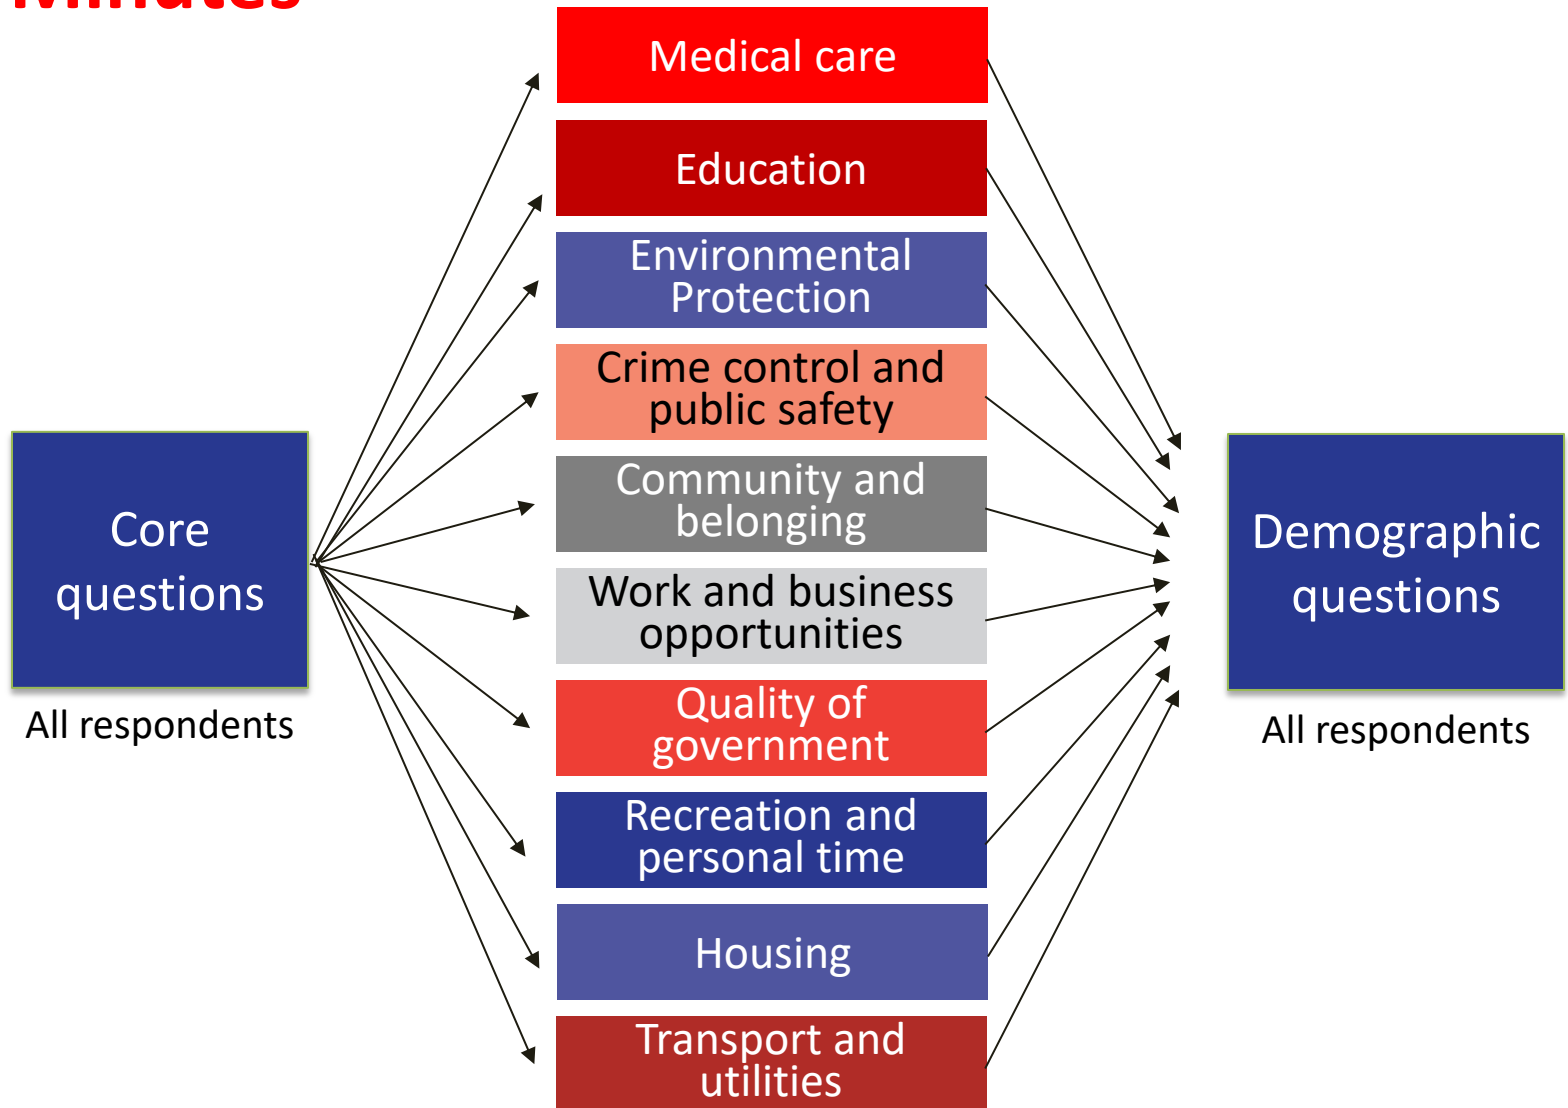 Minutes
Medical care
Education
Environmental
Protection
Crime control and
public safety
Community and
belonging
Work and business
opportunities
Quality of
government
Recreation and
personal time
Housing
Transport and
utilities
Core
questions
All respondents
Demographic
questions
All respondents